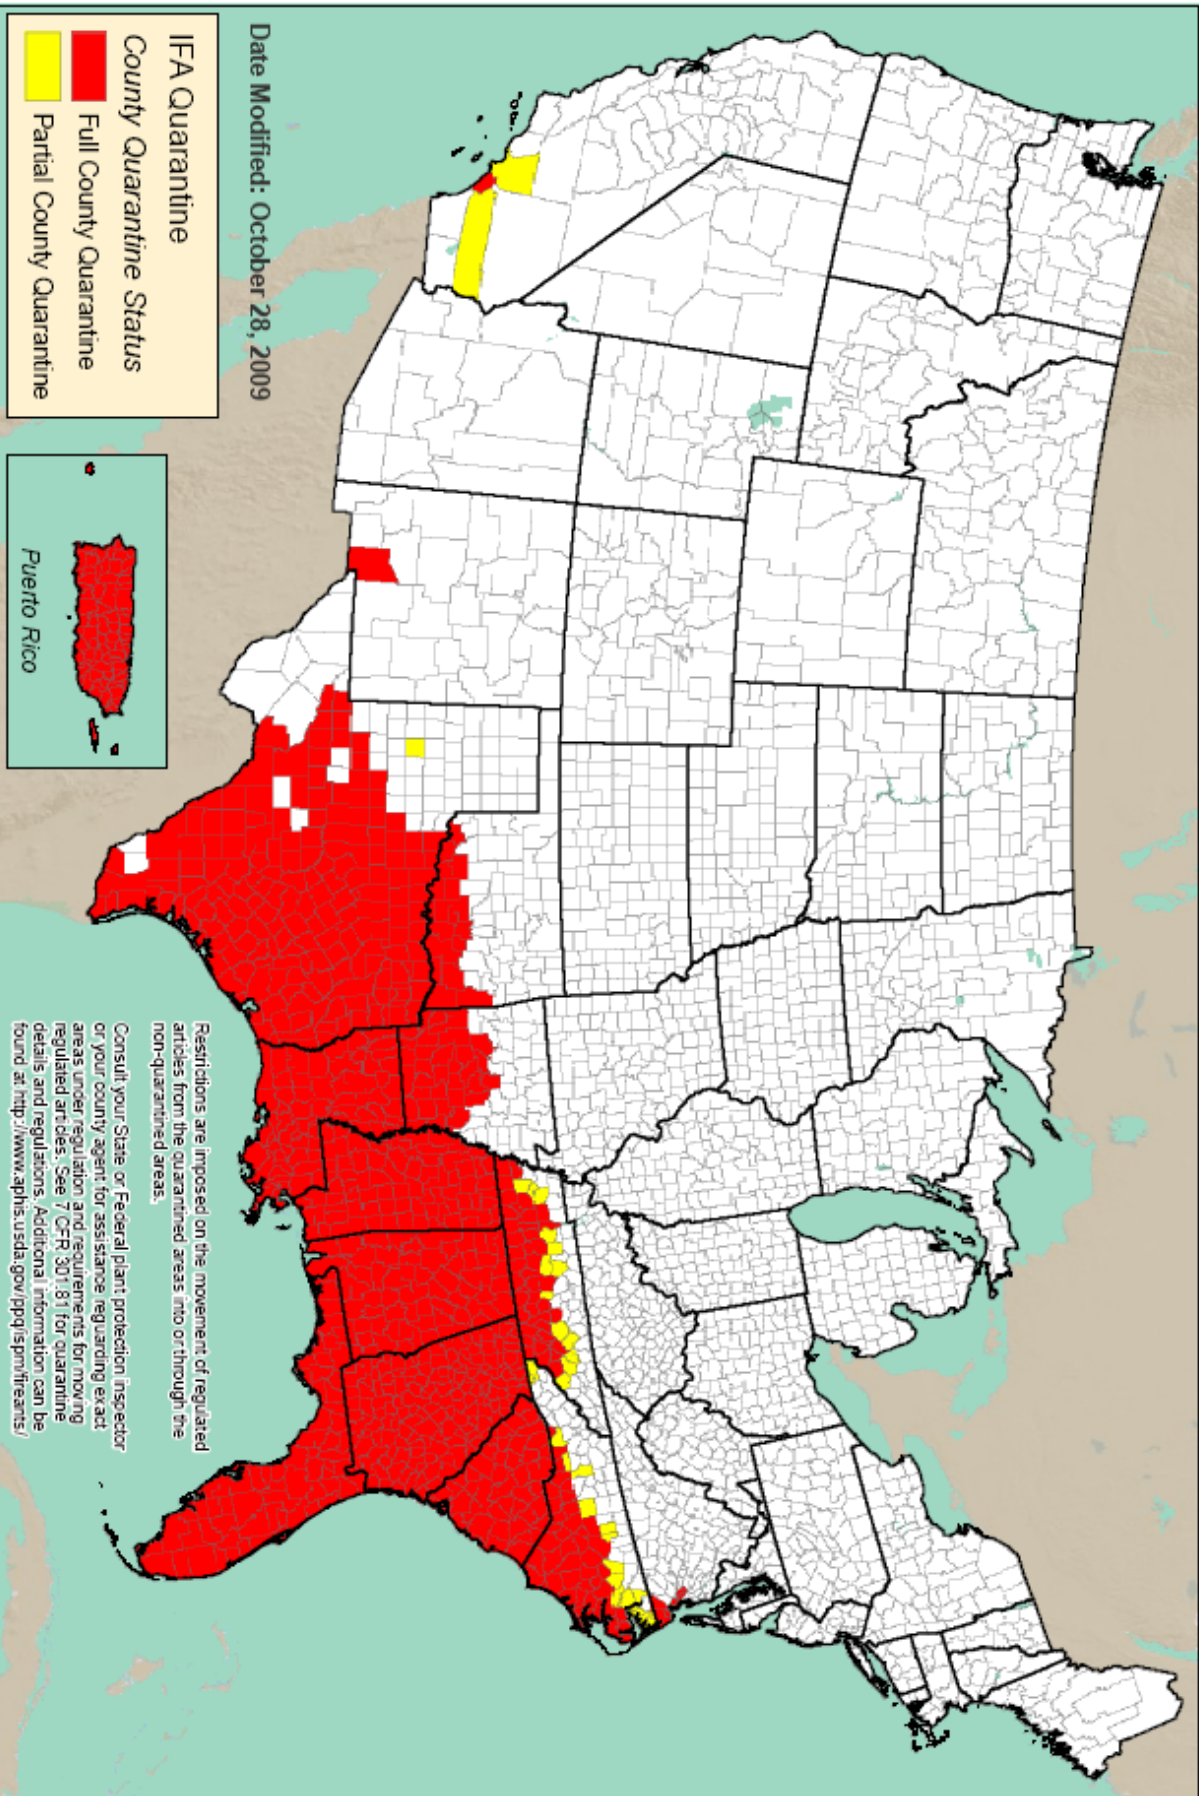 Date Modified: October 28, 2009
IFA Quarantine
County Quarantine Status
Full County Quarantine
Partial County Quarantine
Puerto Rico
Restrictions are imposed on the movement of regulated
articles from the quarantined areas into or through the
non-quarantined areas.
Consult your State or Federal plant protection inspector
or your county agent for assistance reguarding exact
areas under regulation and requirements for moving
regulated articles. See 7 CFR 301.81 for quarantine
details and regulations. Additional information can be
found at http://www.aphis.usda.gov/ppq/ispm/fireants/